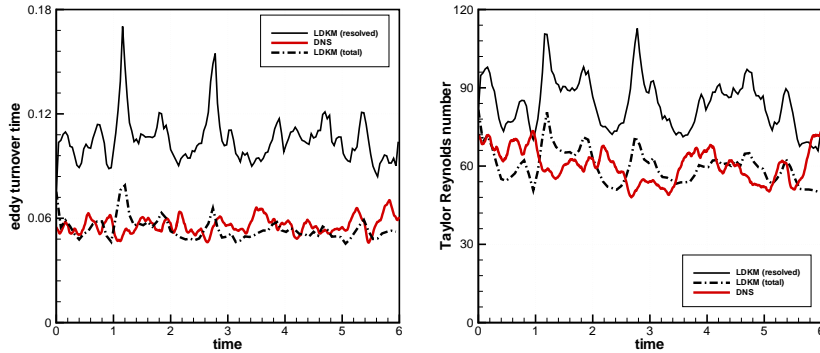 eddy turnover time
0.18
0.12
0.06
0
0 1 2 3 4 5 6
time
LDKM (resolved)
DNS
LDKM (total)
Taylor Reynolds number
120
90
60
30
0
0 1 2 3 4 5 6
time
LDKM (resolved)
LDKM (total)
DNS